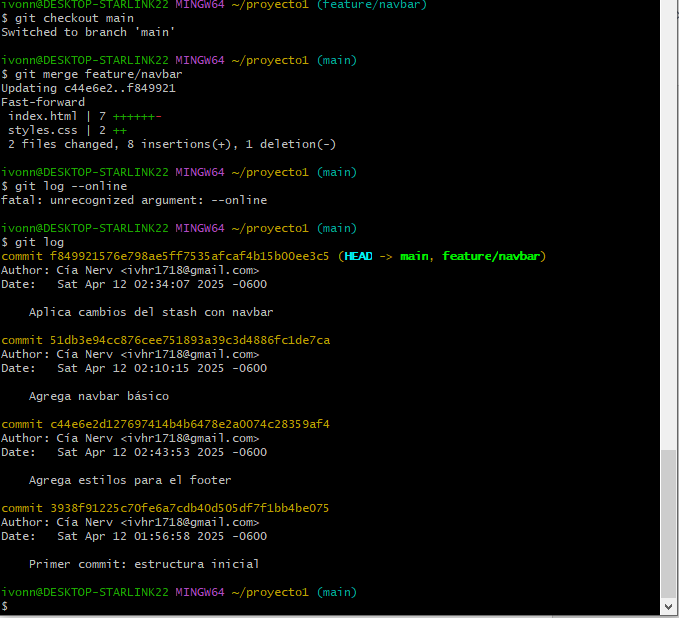 ivonn@DESKTOP-STARLINK22 MINGW64 ~/proyecto1 (feature/navbar)
$ git checkout main
Switched to branch 'main'
ivonn@DESKTOP-STARLINK22 MINGW64 ~/proyecto1 (main)
$ git merge feature/navbar
Updating c44e6e2..f849921
Fast-forward
 index.html | 7 ++++++-
 styles.css | 2 ++
 2 files changed, 8 insertions(+), 1 deletion(-)
ivonn@DESKTOP-STARLINK22 MINGW64 ~/proyecto1 (main)
$ git log --online
fatal: unrecognized argument: --online
ivonn@DESKTOP-STARLINK22 MINGW64 ~/proyecto1 (main)
$ git log
commit f849921576e798ae5ff7535afcaf4b15b00ee3c5 (HEAD -> main, feature/navbar)
Author: Cía Nerv <ivhr1718@gmail.com>
Date:   Sat Apr 12 02:34:07 2025 -0600
    Aplica cambios del stash con navbar
commit 51db3e94cc876cee751893a39c3d4886fc1de7ca
Author: Cía Nerv <ivhr1718@gmail.com>
Date:   Sat Apr 12 02:10:15 2025 -0600
    Agrega navbar básico
commit c44e6e2d127697414b4b6478e2a0074c28359af4
Author: Cía Nerv <ivhr1718@gmail.com>
Date:   Sat Apr 12 02:43:53 2025 -0600
    Agrega estilos para el footer
commit 3938f91225c70fe6a7cdb40d505df7f1bb4be075
Author: Cía Nerv <ivhr1718@gmail.com>
Date:   Sat Apr 12 01:56:58 2025 -0600
    Primer commit: estructura inicial
ivonn@DESKTOP-STARLINK22 MINGW64 ~/proyecto1 (main)
$